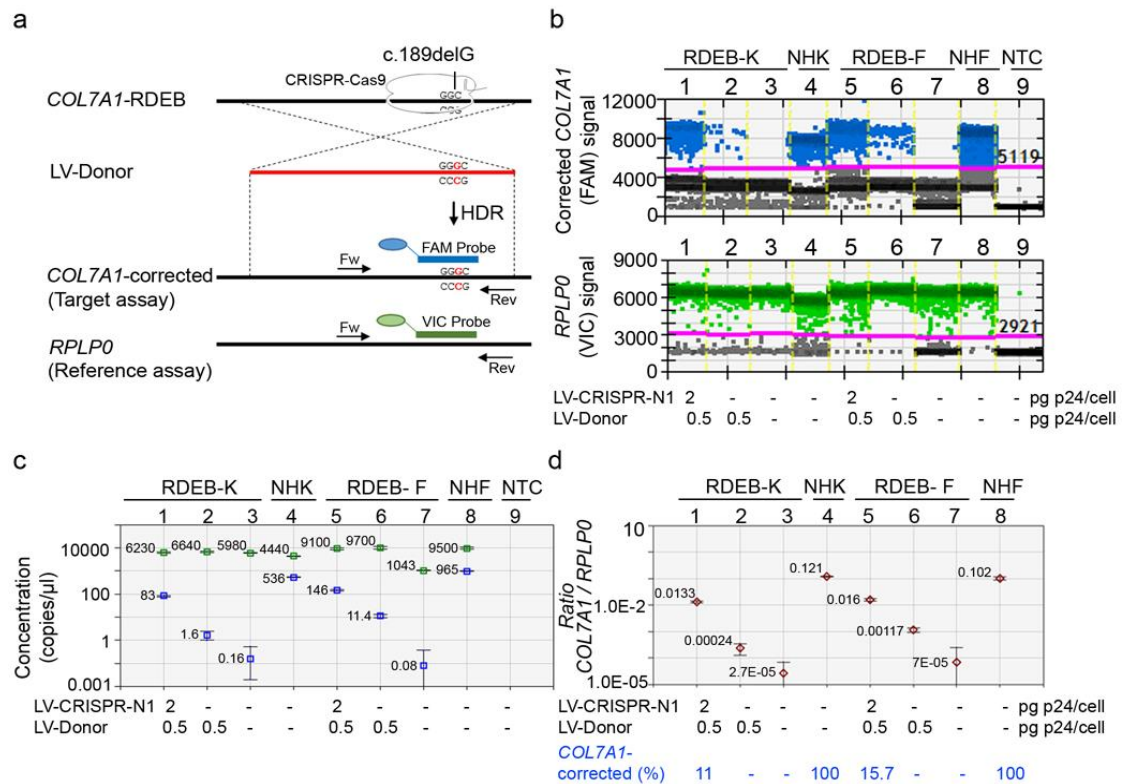 a
c.189delG
CRISPR-Cas9
COL7A1-RDEB
GGC
CCG
LV-Donor
GGGC
CCCC
HDR
FAM Probe
Fw
COL7A1-corrected
(Target assay)
GGGC
CCCC
Rev
VIC Probe
Fw
RPLP0
(Reference assay)
Rev
b
RDEB-K NHK RDEB-F NHF NTC
1 2 3 4 5 6 7 8 9
Corrected COL7A1
(FAM) signal
12000
8000
4000
0
5119
1 2 3 4 5 6 7 8 9
RPLP0
(VIC) signal
9000
6000
3000
0
2921
LV-CRISPR-N1 2 - - - 2 - - - pg p24/cell
LV-Donor 0.5 0.5 - - 0.5 0.5 - - pg p24/cell
c
RDEB-K NHK RDEB- F NHF NTC
1 2 3 4 5 6 7 8 9
Concentration
(copies/µl)
10000
100
1
0.001
6230 6640 5980 4440 9100 9700 1043 9500
83 1.6 0.16 536 146 11.4 0.08 965
LV-CRISPR-N1 2 - - - 2 - - - - pg p24/cell
LV-Donor 0.5 0.5 - - 0.5 0.5 - - - pg p24/cell
d
RDEB-K NHK RDEB- F NHF
1 2 3 4 5 6 7 8
Ratio
COL7A1 / RPLP0
10
1.0E-2
1.0E-05
0.0133 0.00024 2.7E-05 0.121 0.016 0.00117 7E-05 0.102
LV-CRISPR-N1 2 - - - 2 - - - pg p24/cell
LV-Donor 0.5 0.5 - - 0.5 0.5 - - pg p24/cell
COL7A1-
corrected (%) 11 - - 100 15.7 - - 100